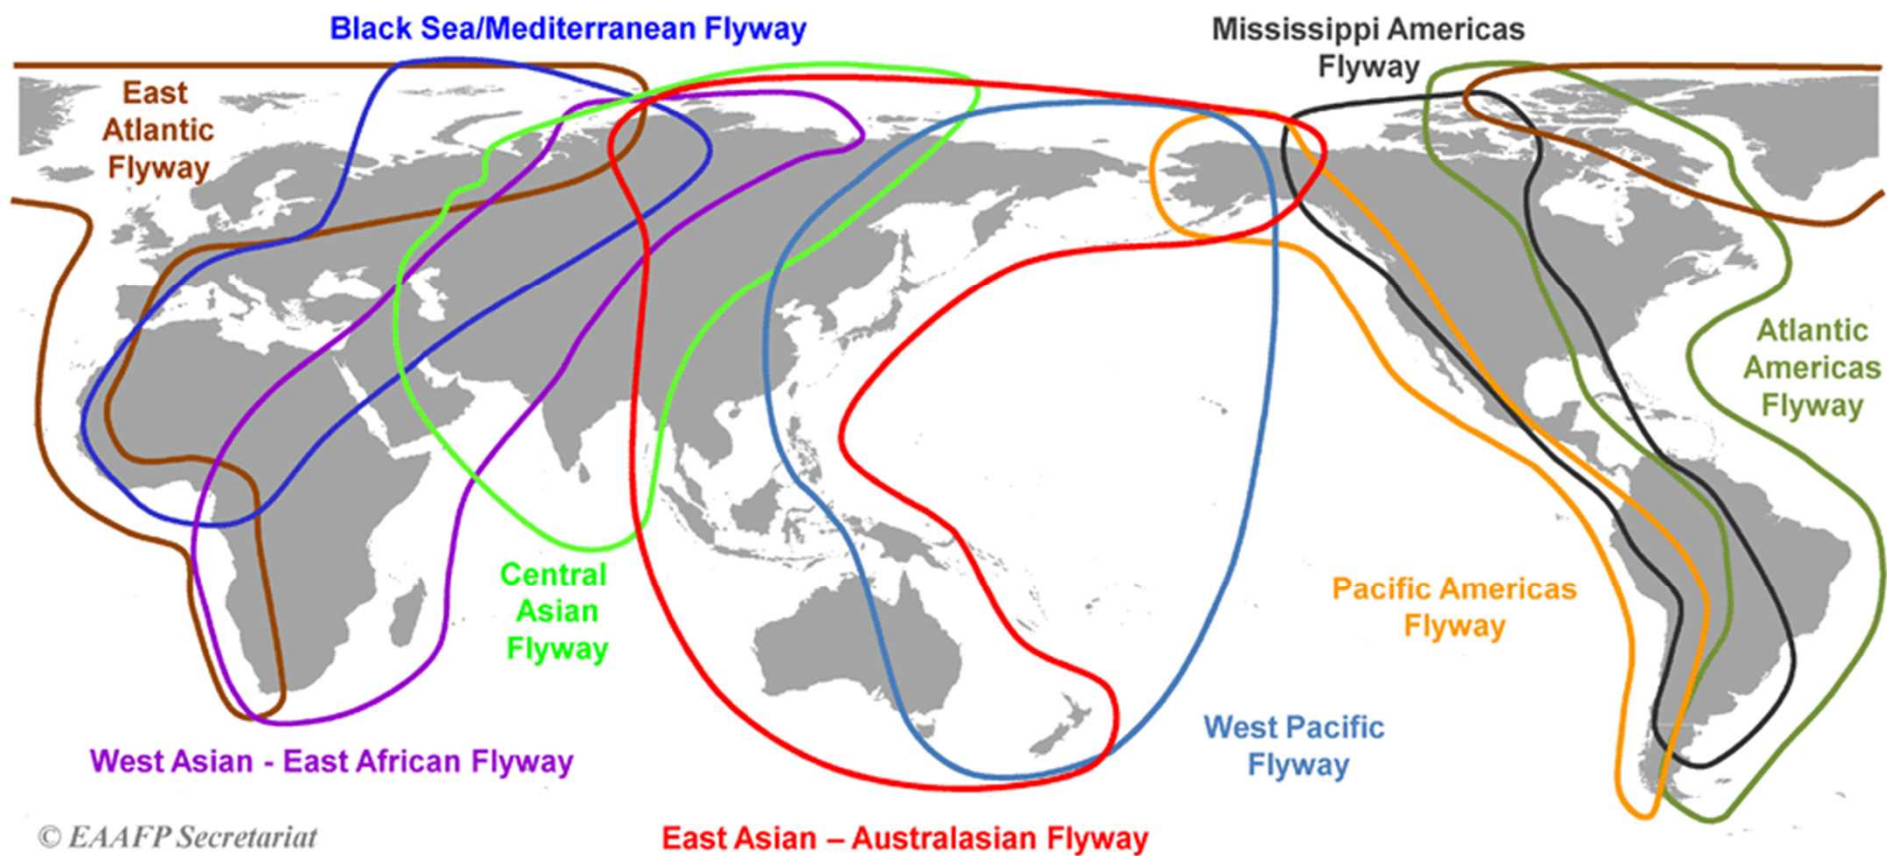 Black Sea/Mediterranean Flyway
Mississippi Americas
Flyway
East
Atlantic
Flyway
Atlantic
Americas
Flyway
Central
Asian
Flyway
Pacific Americas
Flyway
West Pacific
Flyway
West Asian - East African Flyway
East Asian – Australasian Flyway
© EAAFP Secretariat